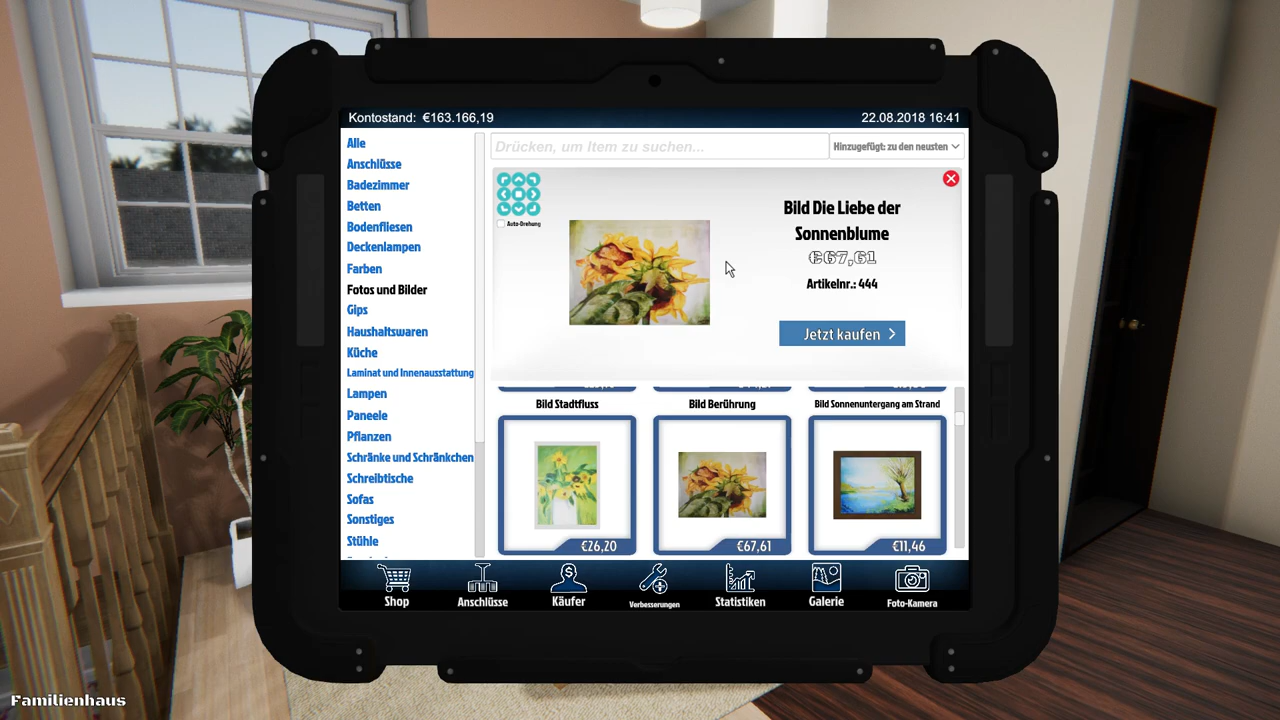 Kontostand: €163.166,19
22.08.2018 16:41
Alle
Anschlüsse
Badezimmer
Betten
Bodenfliesen
Deckenlampen
Farben
Fotos und Bilder
Gips
Haushaltswaren
Küche
Laminat und Innenausstattung
Lampen
Paneele
Pflanzen
Schränke und Schränkchen
Schreibtische
Sofas
Sonstiges
Stühle
Drücken, um Item zu suchen...
Hinzugefügt: zu den neusten
Auto-Drehung
Bild Die Liebe der
Sonnenblume
€67,61
Artikelnr.: 444
Jetzt kaufen
Bild Stadtfluss
Bild Berührung
Bild Sonnenuntergang am Strand
€26,20
€67,61
€11,46
Shop
Anschlüsse
Käufer
Verbesserungen
Statistiken
Galerie
Foto-Kamera
Familienhaus